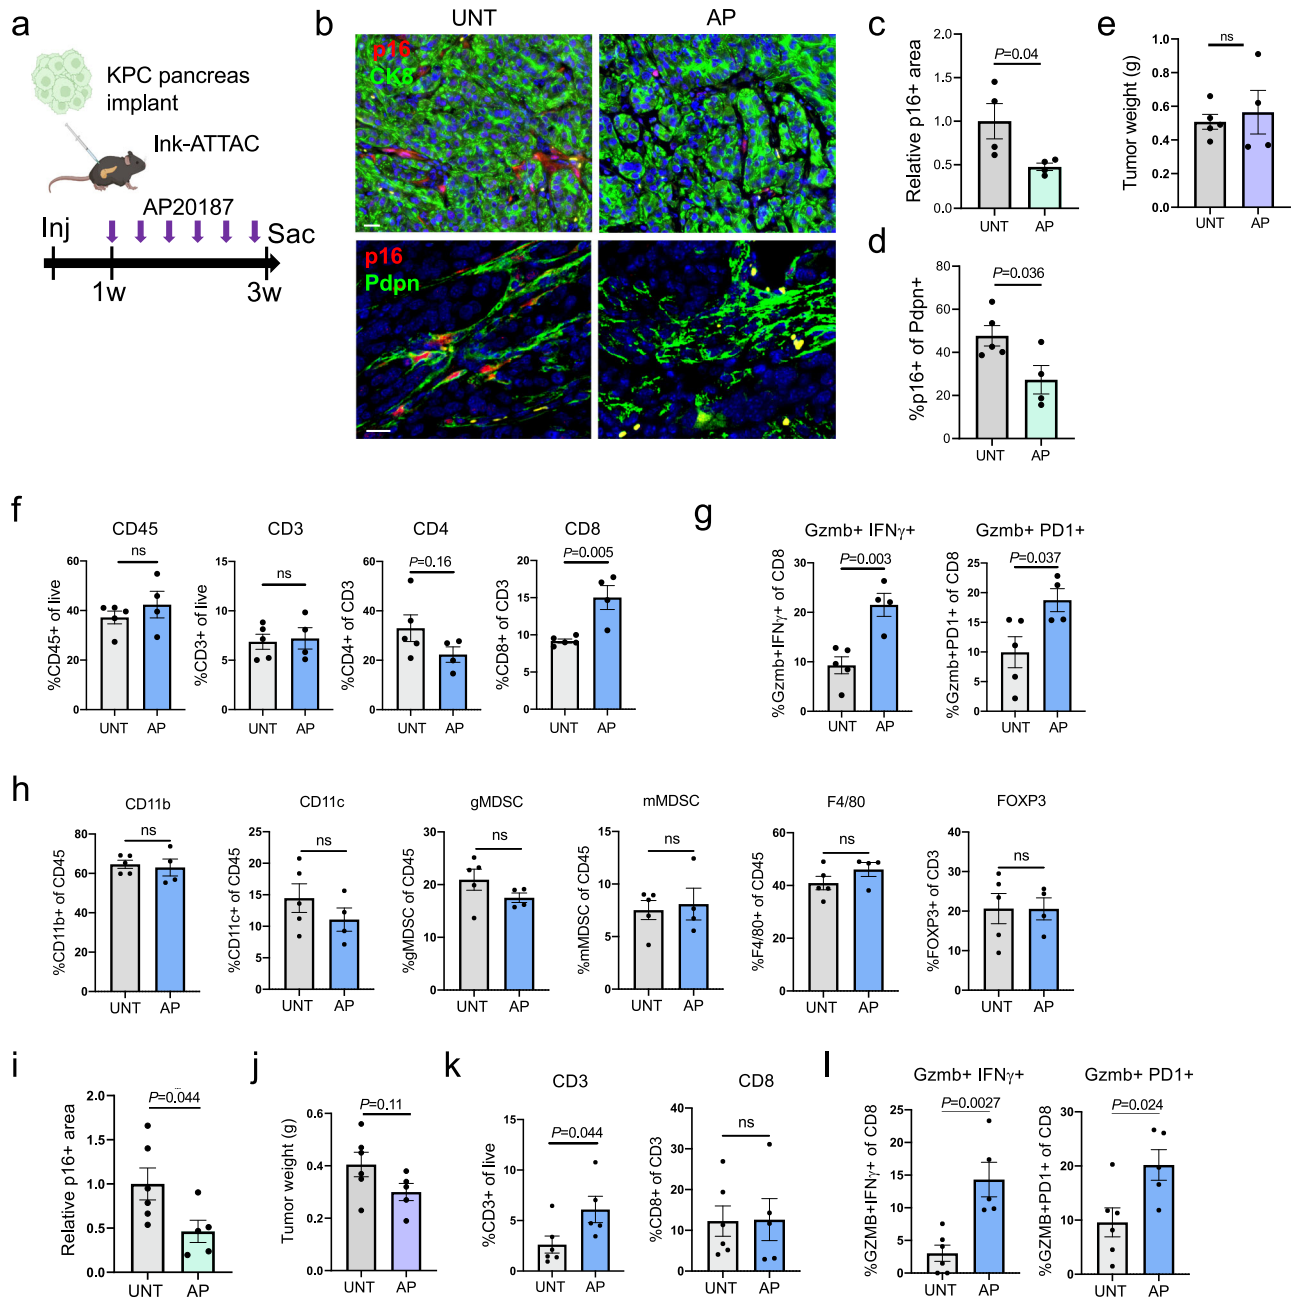 a
KPC pancreas
implant
Ink-ATTAC
AP20187
Inj
Sac
1w
3w
b
UNT
AP
p16
CK8
p16
Pdpn
c
Relative p16+ area
2.0
1.5
1.0
0.5
0.0
P=0.04
UNT
AP
d
%p16+ of Pdpn+
80
60
40
20
0
P=0.036
UNT
AP
e
Tumor weight (g)
1.0
0.8
0.6
0.4
0.2
0.0
ns
UNT
AP
f
CD45
%CD45+ of live
60
40
20
0
ns
UNT
AP
CD3
%CD3+ of live
15
10
5
0
ns
UNT
AP
CD4
%CD4+ of CD3
60
40
20
0
P=0.16
UNT
AP
CD8
%CD8+ of CD3
20
15
10
5
0
P=0.005
UNT
AP
g
Gzmb+ IFNγ+
%Gzmb+IFNγ+ of CD8
30
20
10
0
P=0.003
UNT
AP
Gzmb+ PD1+
%Gzmb+PD1+ of CD8
30
20
10
0
P=0.037
UNT
AP
h
CD11b
%CD11b+ of CD45
80
60
40
20
0
ns
UNT
AP
CD11c
%CD11c+ of CD45
25
20
15
10
5
0
ns
UNT
AP
gMDSC
%gMDSC of CD45
30
20
10
0
ns
UNT
AP
mMDSC
%mMDSC of CD45
15
10
5
0
ns
UNT
AP
F4/80
%F4/80+ of CD45
60
40
20
0
ns
UNT
AP
FOXP3
%FOXP3+ of CD3
40
30
20
10
0
ns
UNT
AP
i
Relative p16+ area
2.0
1.5
1.0
0.5
0.0
P=0.044
UNT
AP
j
Tumor weight (g)
0.6
0.4
0.2
0.0
P=0.11
UNT
AP
k
CD3
%CD3+ of live
15
10
5
0
P=0.044
UNT
AP
CD8
%CD8+ of CD3
40
30
20
10
0
ns
UNT
AP
l
Gzmb+ IFNγ+
%GZMB+IFNγ+ of CD8
25
20
15
10
5
0
P=0.0027
UNT
AP
Gzmb+ PD1+
%GZMB+PD1+ of CD8
30
20
10
0
P=0.024
UNT
AP